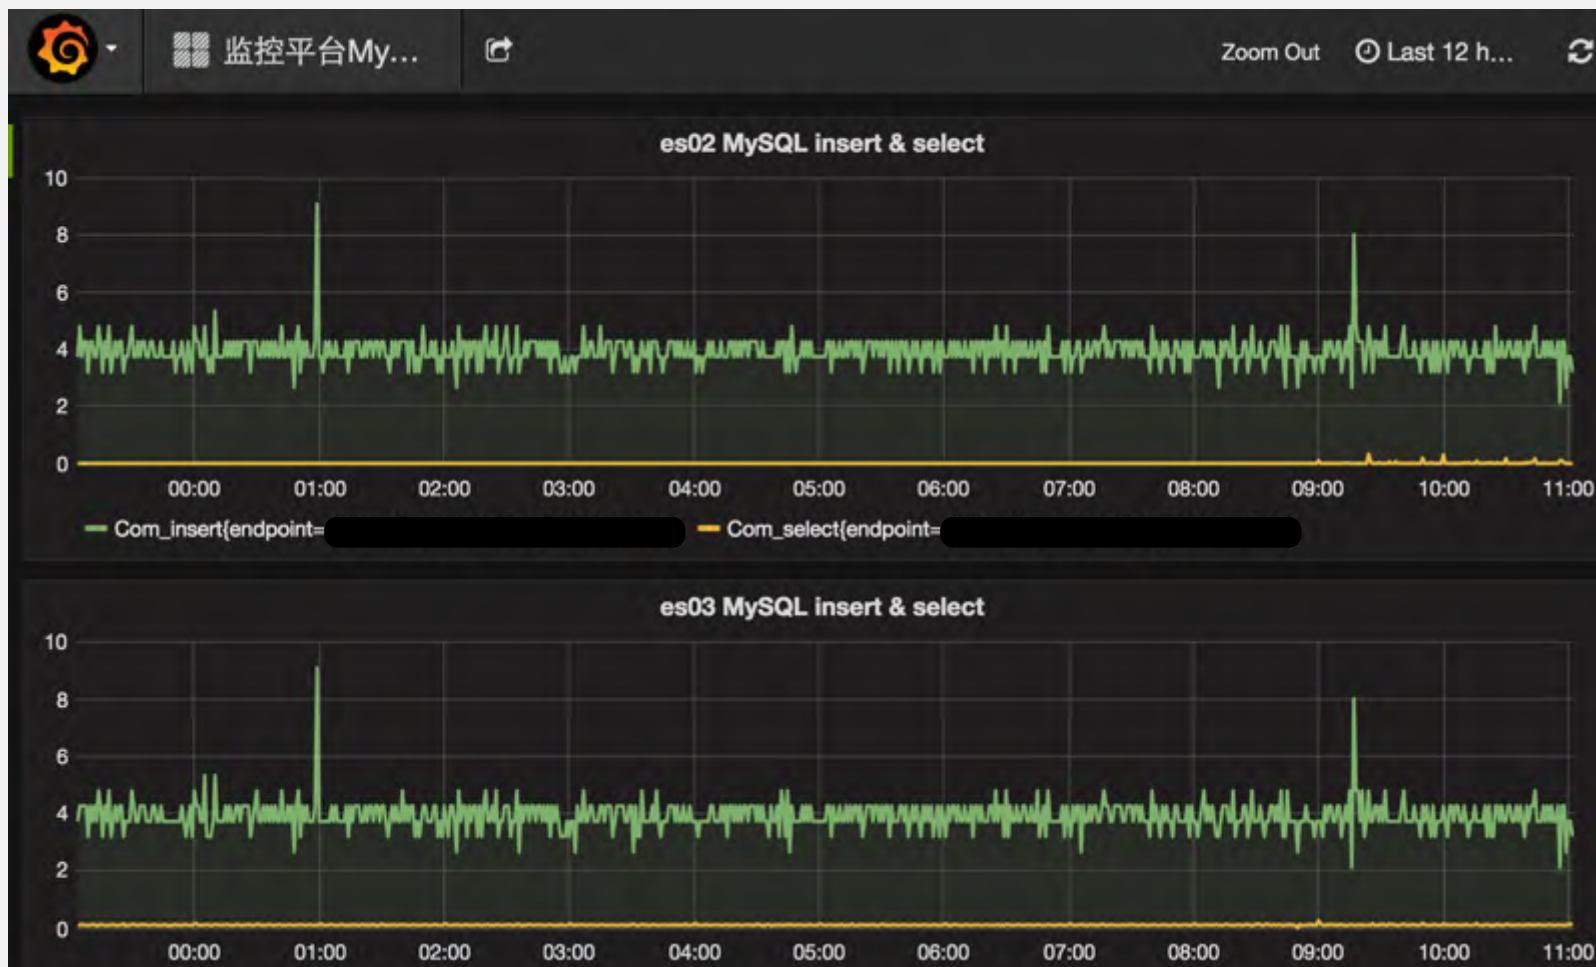 监控平台My... Zoom Out Last 12 h...
es02 MySQL insert & select
10
8
6
4
2
0
00:00 01:00 02:00 03:00 04:00 05:00 06:00 07:00 08:00 09:00 10:00 11:00
Com_insert{endpoint= Com_select{endpoint=
es03 MySQL insert & select
10
8
6
4
2
0
00:00 01:00 02:00 03:00 04:00 05:00 06:00 07:00 08:00 09:00 10:00 11:00